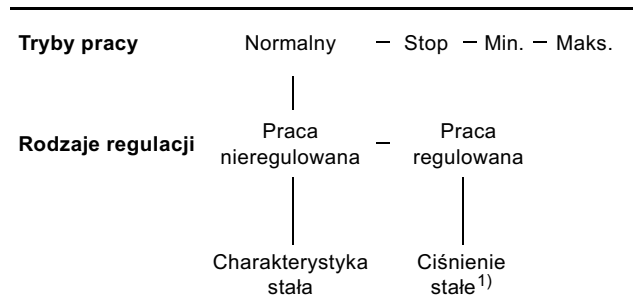 Tryby pracy Normalny – Stop – Min. – Maks.
Rodzaje regulacji
Praca nieregulowana – Praca regulowana
Charakterystyka stała
Ciśnienie stałe1)